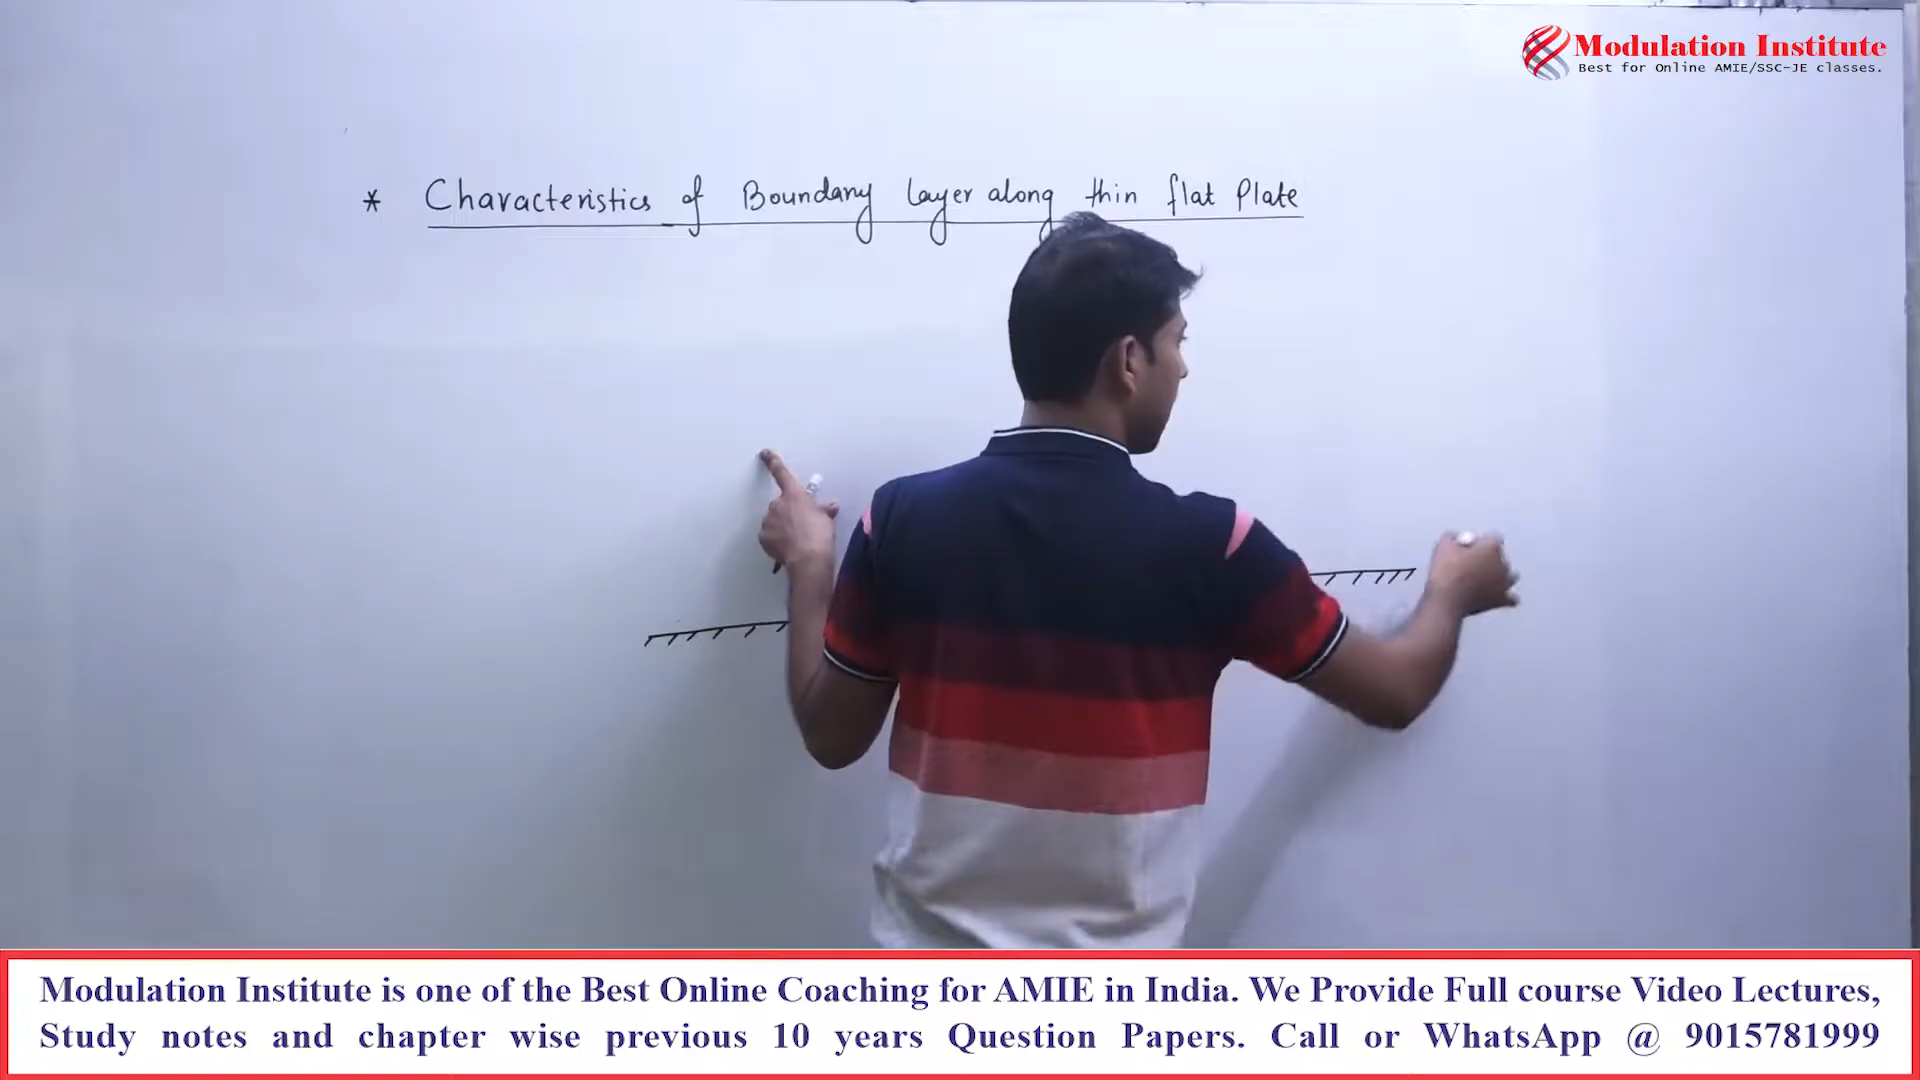 Modulation Institute
Best for Online AMIE/SSC-JE classes.
* Characteristics of Boundary layer along thin flat Plate
Modulation Institute is one of the Best Online Coaching for AMIE in India. We Provide Full course Video Lectures,
Study notes and chapter wise previous 10 years Question Papers. Call or WhatsApp @ 9015781999